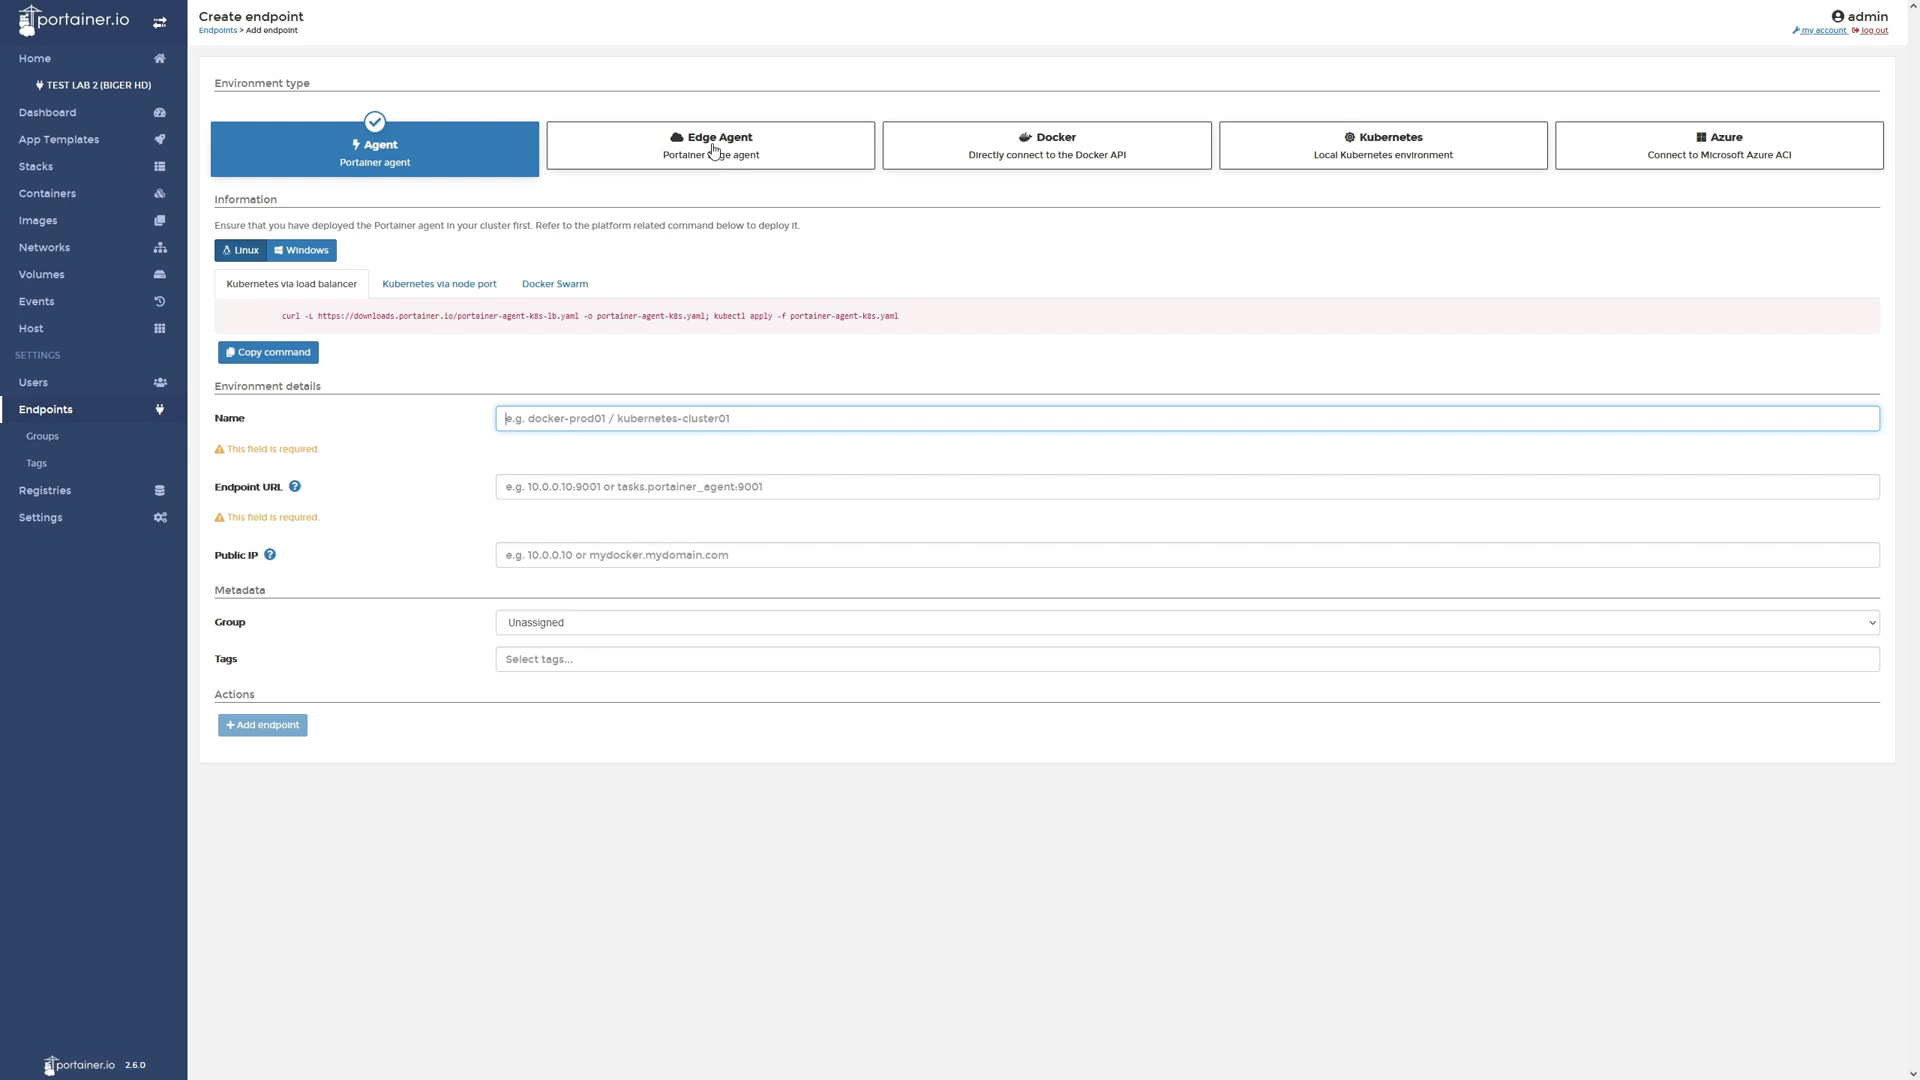 portainer.io
Home
TEST LAB 2 (BIGER HD)
Dashboard
App Templates
Stacks
Containers
Images
Networks
Volumes
Events
Host
SETTINGS
Users
Endpoints
Groups
Tags
Registries
Settings
portainer.io 2.6.0
Create endpoint
Endpoints > Add endpoint
admin
my account log out
Environment type
Agent
Portainer agent
Edge Agent
Portainer agent
Docker
Directly connect to the Docker API
Kubernetes
Local Kubernetes environment
Azure
Connect to Microsoft Azure ACI
Information
Ensure that you have deployed the Portainer agent in your cluster first. Refer to the platform related command below to deploy it.
Linux Windows
Kubernetes via load balancer Kubernetes via node port Docker Swarm
curl -L https://downloads.portainer.io/portainer-agent-k8s-lb.yaml -o portainer-agent-k8s.yaml; kubectl apply -f portainer-agent-k8s.yaml
Copy command
Environment details
Name e.g. docker-prod01 / kubernetes-cluster01
This field is required.
Endpoint URL ? e.g. 10.0.0.10:9001 or tasks.portainer_agent:9001
This field is required.
Public IP ? e.g. 10.0.0.10 or mydocker.mydomain.com
Metadata
Group Unassigned
Tags Select tags...
Actions
+ Add endpoint